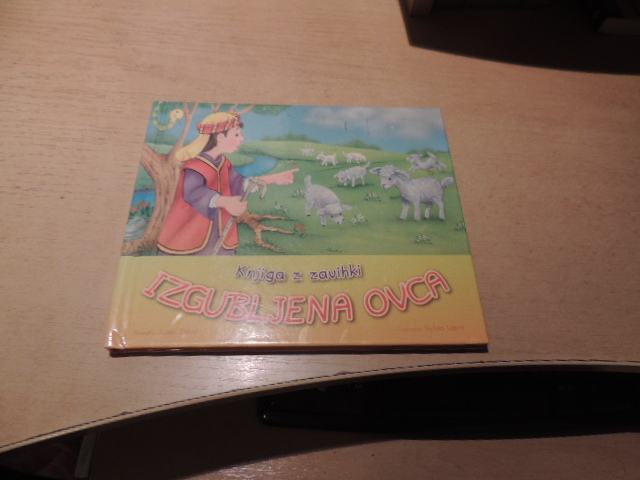 Knjiga z zavihki
IZGUBLJENA OVCA